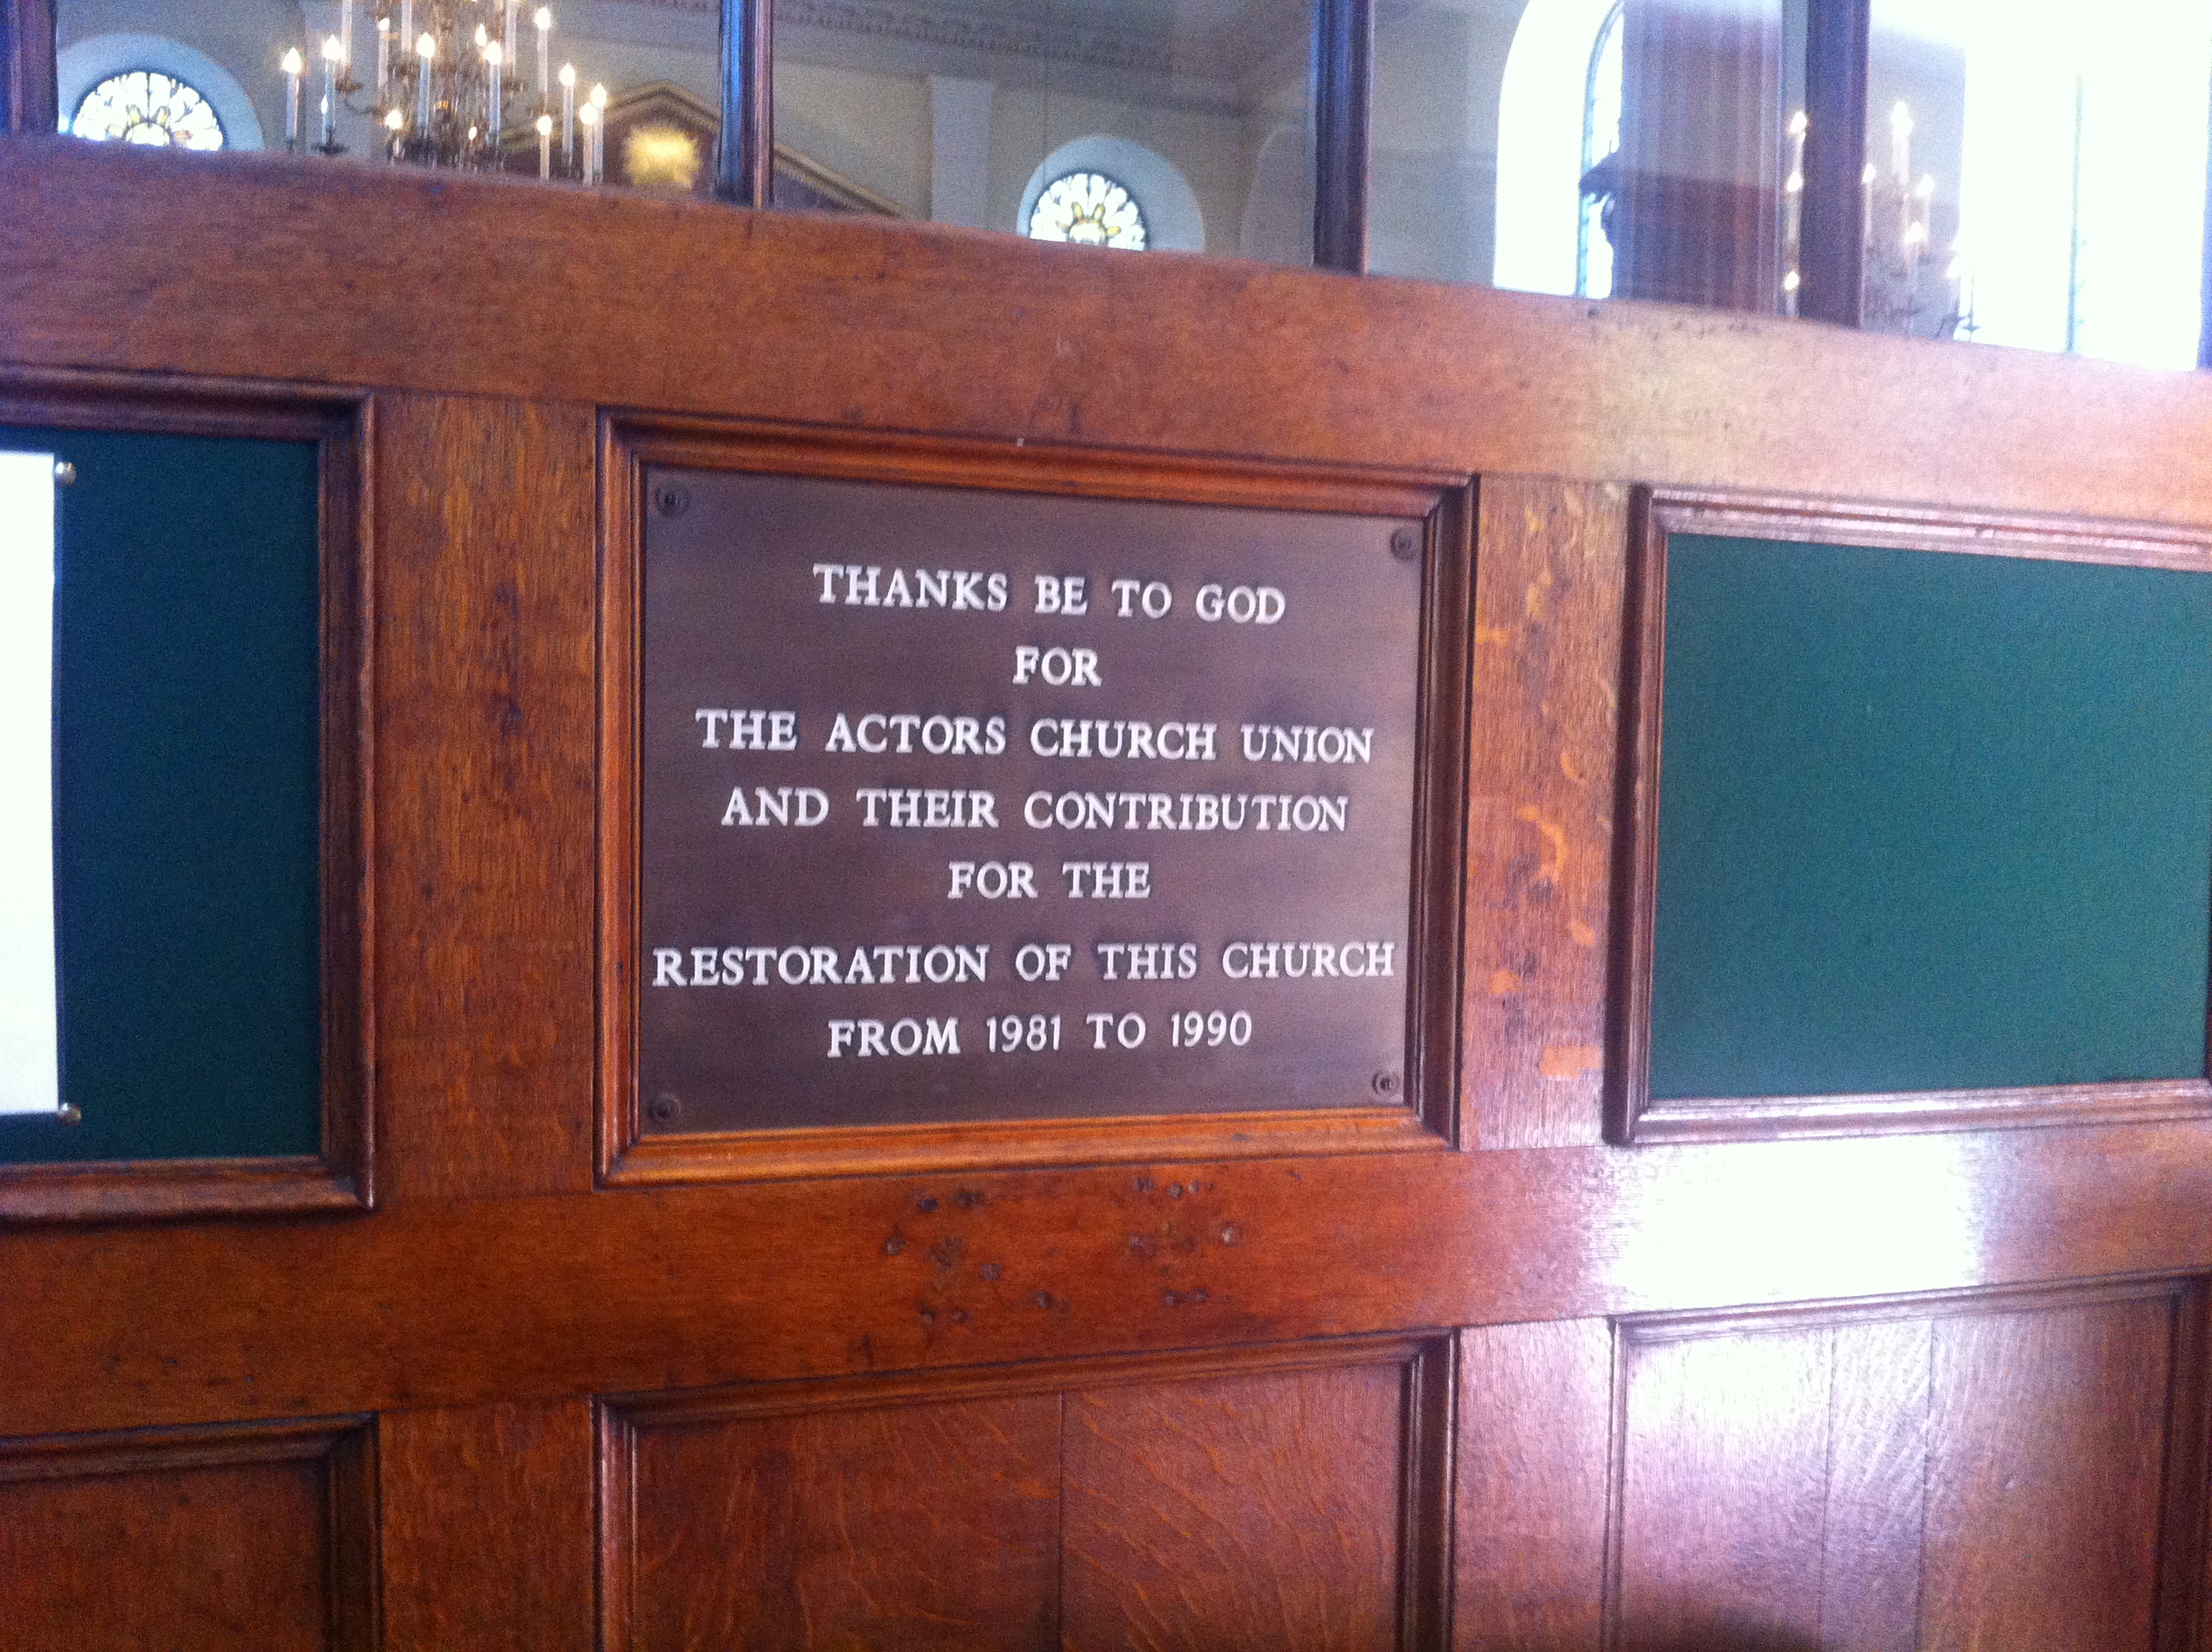 THANKS BE TO GOD
FOR
THE ACTORS CHURCH UNION
AND THEIR CONTRIBUTION
FOR THE
RESTORATION OF THIS CHURCH
FROM 1981 TO 1990